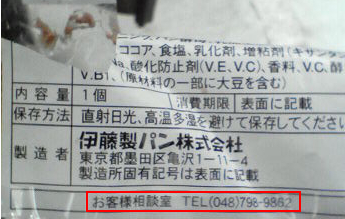 ココア、食塩、乳化剤、増粘剤(キサンタ
酸化防止剤(V.E、V.C)、香料、V.C、酵
V.B1、(原材料の一部に大豆を含む)
内容量 1個 消費期限 表面に記載
保存方法 直射日光、高温多湿を避けて保存してください
製造者 伊藤製パン株式会社
東京都墨田区亀沢1-11-4
製造所固有記号は表面に記載
お客様相談室 TEL(048)798-9862